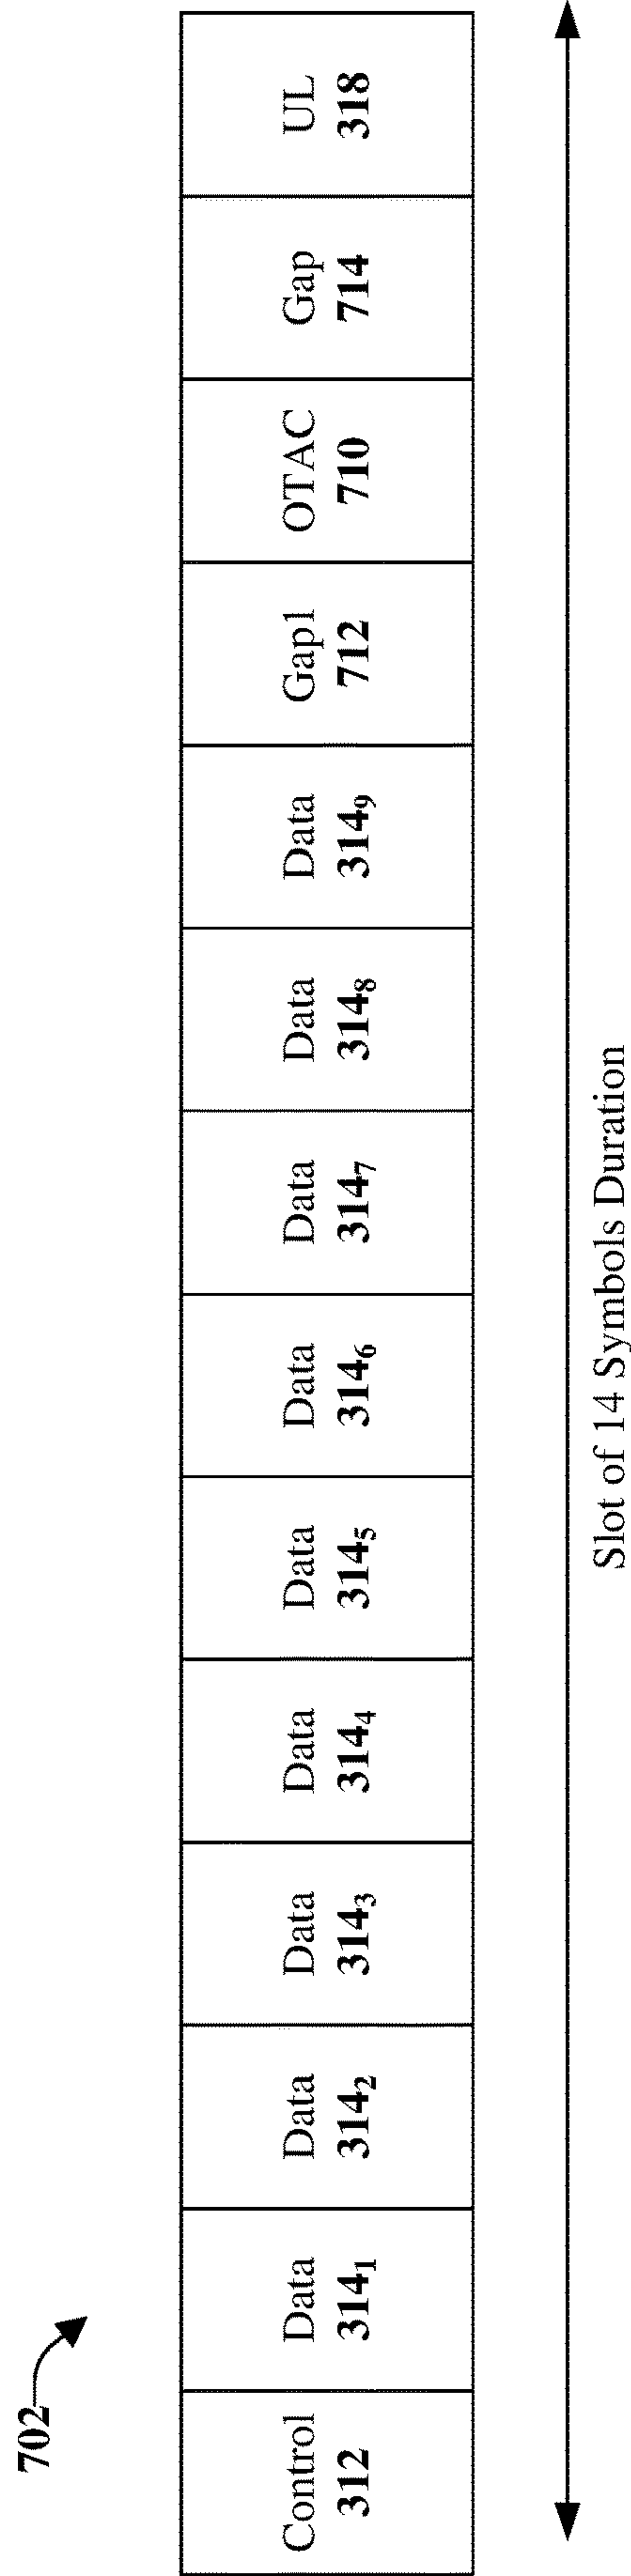 702
Control
312
Data
314₁
Data
314₂
Data
314₃
Data
314₄
Data
314₅
Data
314₆
Data
314₇
Data
314₈
Data
314₉
Gap1
712
OTAC
710
Gap
714
UL
318
Slot of 14 Symbols Duration